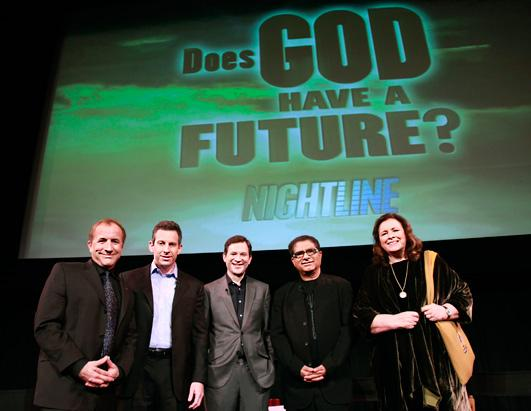 Does GOD
HAVE A
FUTURE?
NIGHTLINE